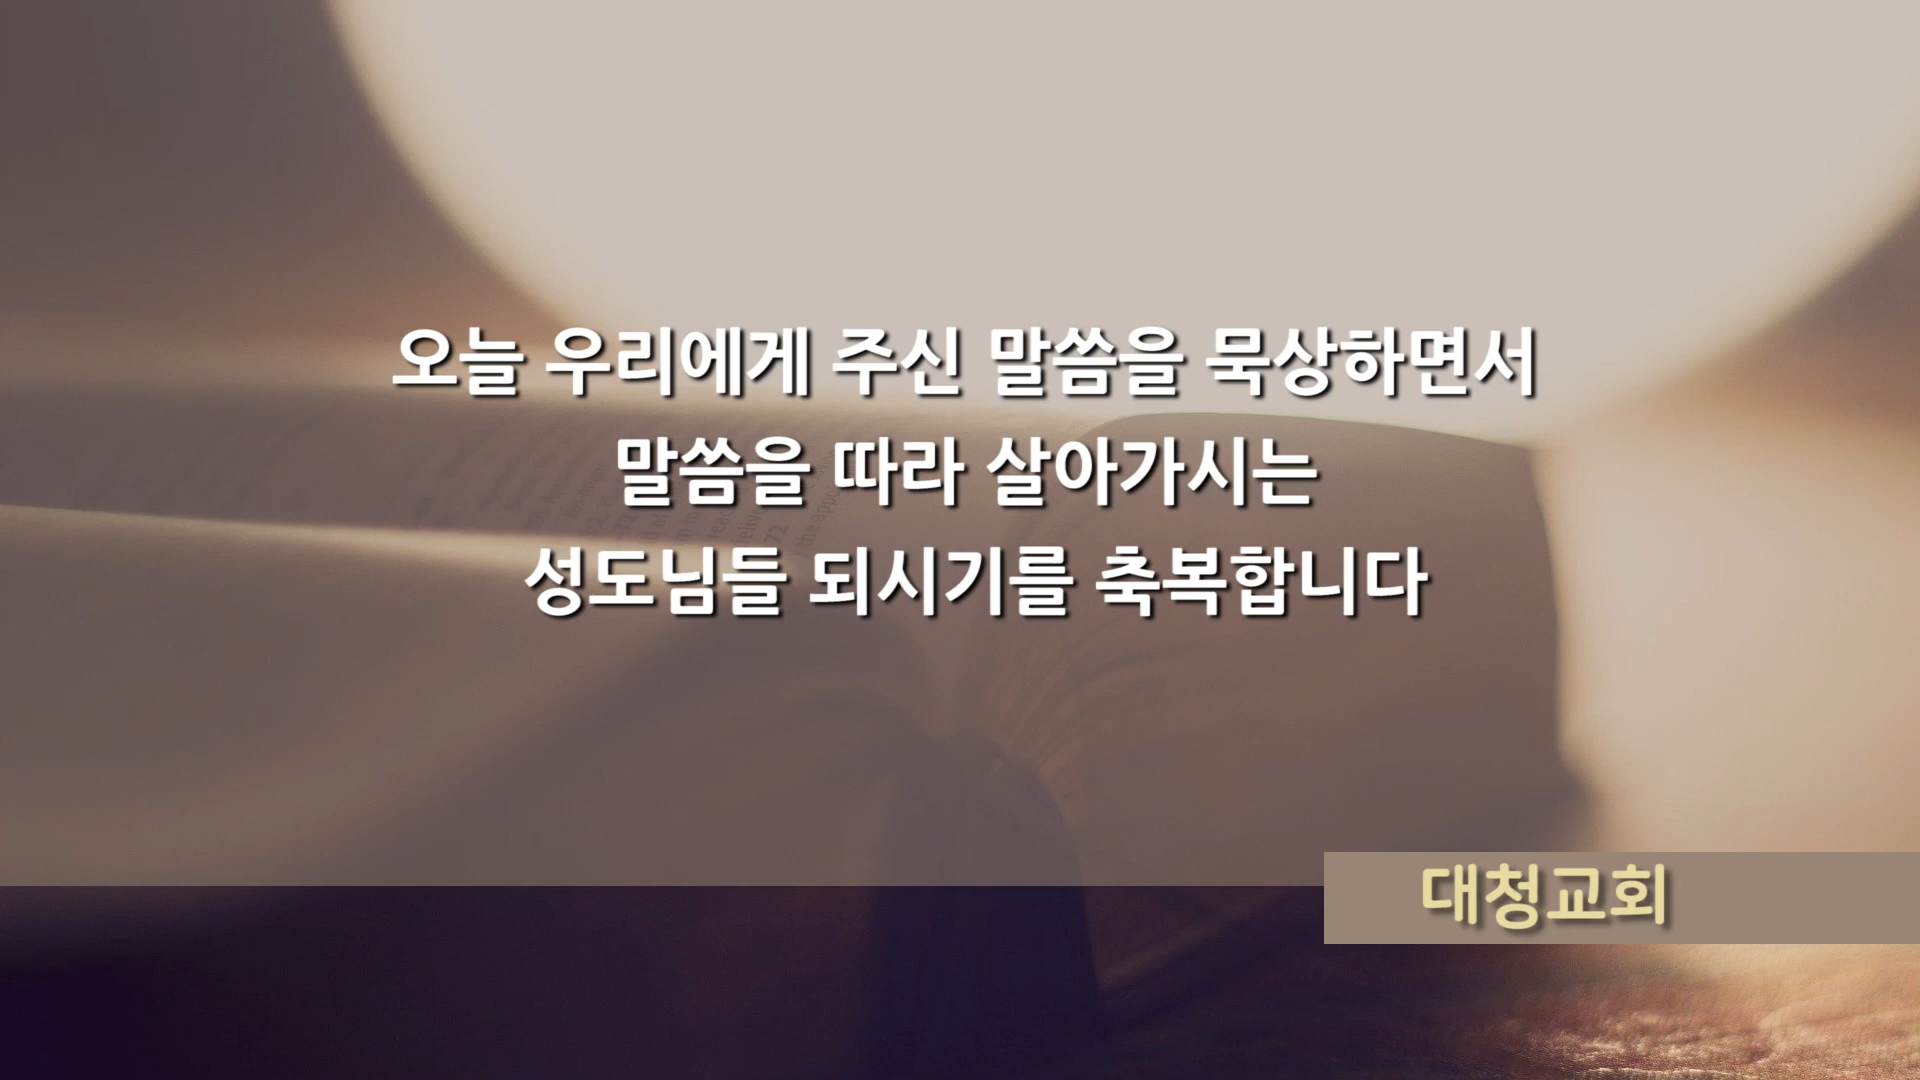 오늘 우리에게 주신 말씀을 묵상하면서
말씀을 따라 살아가시는
성도님들 되시기를 축복합니다
대청교회